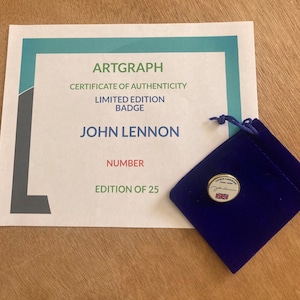 ARTGRAPH
CERTIFICATE OF AUTHENTICITY
LIMITED EDITION
BADGE
JOHN LENNON
NUMBER
EDITION OF 25